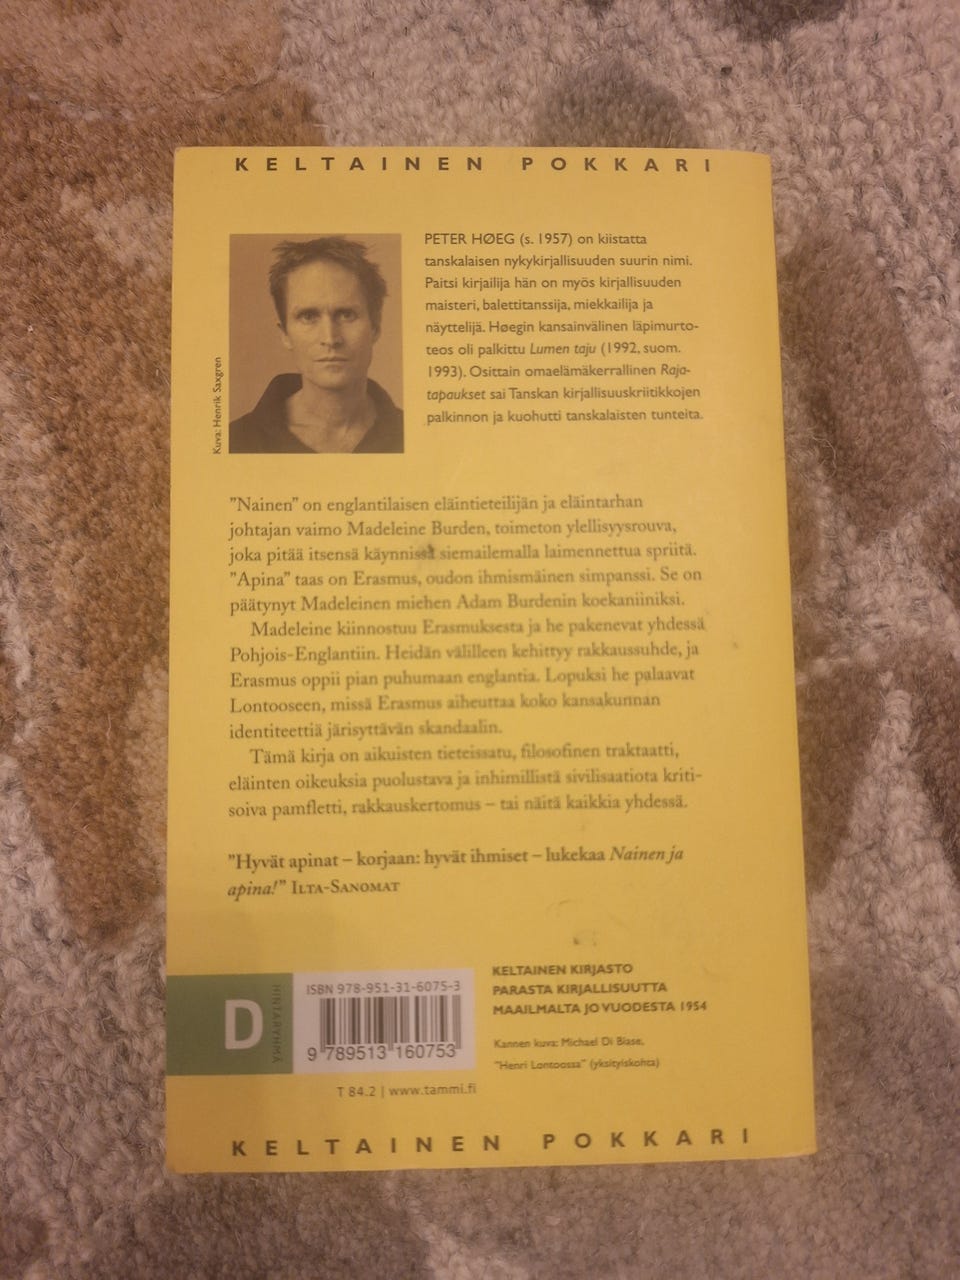 KELTAINEN POKKARI
PETER HØEG (s. 1957) on kiistatta
tanskalaisen nykykirjallisuuden suurin nimi.
Paitsi kirjailija hän on myös kirjallisuuden
maisteri, balettitanssija, miekkailija ja
näyttelijä. Høegin kansainvälinen läpimurto-
teos oli palkittu Lumen taju (1992, suom.
1993). Osittain omaelämäkerrallinen Raja-
tapaukset sai Tanskan kirjallisuuskriitikkojen
palkinnon ja kuohutti tanskalaisten tunteita.
Kuva: Henrik Saxgren
"Nainen" on englantilaisen eläintieteilijän ja eläintarhan
johtajan vaimo Madeleine Burden, toimeton ylellisyysrouva,
joka pitää itsensä käynnissä siemailemalla laimennettua spriitä.
"Apina" taas on Erasmus, oudon ihmismäinen simpanssi. Se on
päätynyt Madeleinen miehen Adam Burdenin koekaniiniksi.
Madeleine kiinnostuu Erasmuksesta ja he pakenevat yhdessä
Pohjois-Englantiin. Heidän välilleen kehittyy rakkaussuhde, ja
Erasmus oppii pian puhumaan englantia. Lopuksi he palaavat
Lontooseen, missä Erasmus aiheuttaa koko kansakunnan
identiteettiä järisyttävän skandaalin.
Tämä kirja on aikuisten tieteissatu, filosofinen traktaatti,
eläinten oikeuksia puolustava ja inhimillistä sivilisaatiota kriti-
soiva pamfletti, rakkauskertomus – tai näitä kaikkia yhdessä.
"Hyvät apinat – korjaan: hyvät ihmiset – lukekaa Nainen ja
apina!" ILTA-SANOMAT
D
HINTARYHMÄ
ISBN 978-951-31-6075-3
9 789513 160753
T 84.2 | www.tammi.fi
KELTAINEN KIRJASTO
PARASTA KIRJALLISUUTTA
MAAILMALTA JO VUODESTA 1954
Kannen kuva: Michael Di Biase,
"Henri Lontoossa" (yksityiskohta)
KELTAINEN POKKARI